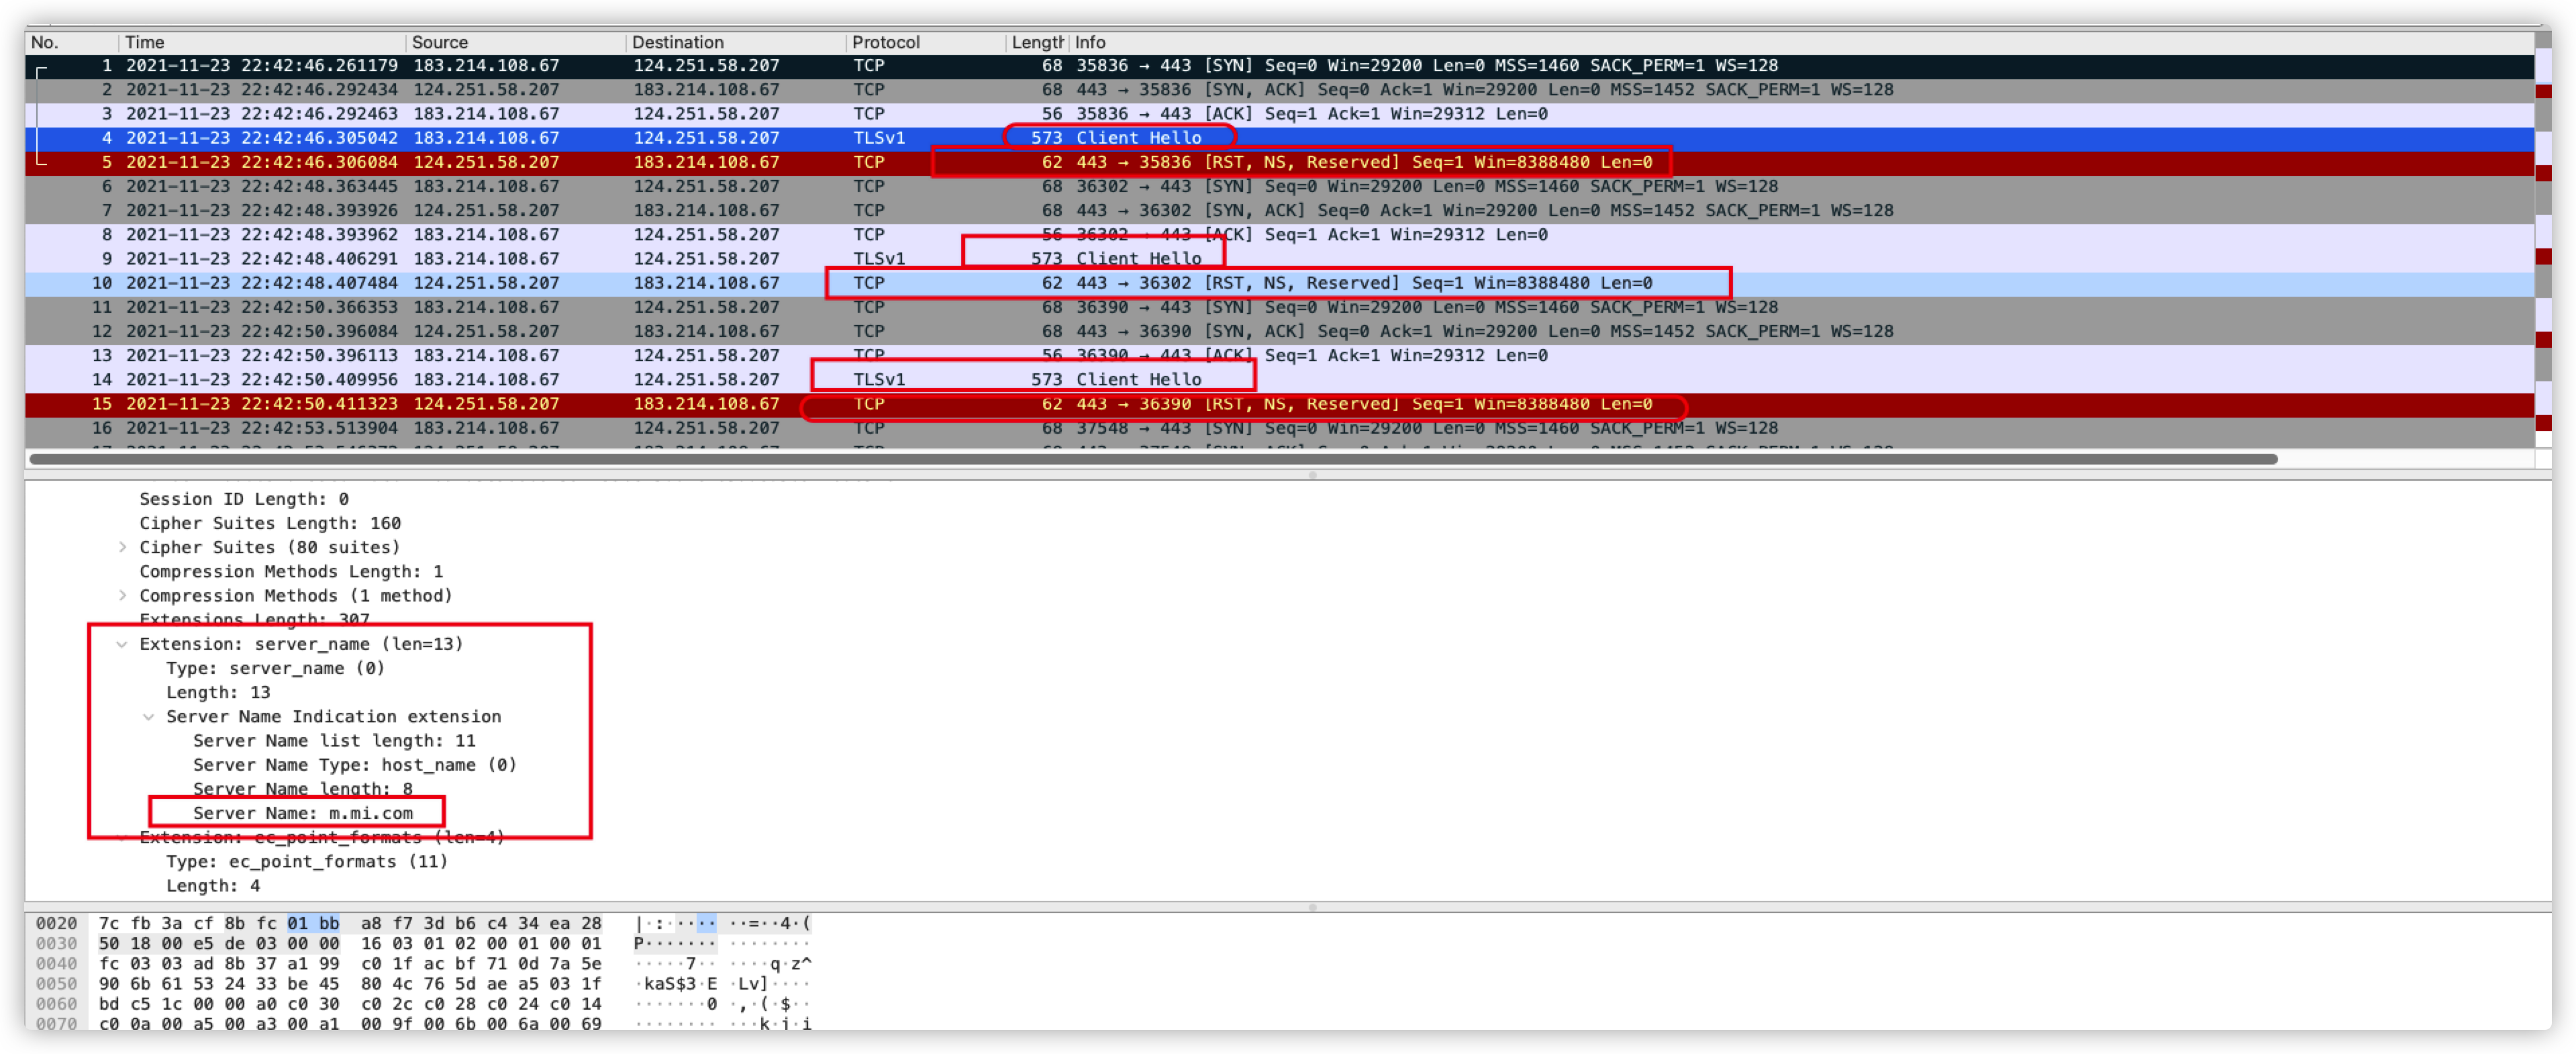 No. Time Source Destination Protocol Length Info
1 2021-11-23 22:42:46.261179 183.214.108.67 124.251.58.207 TCP 68 35836 → 443 [SYN] Seq=0 Win=29200 Len=0 MSS=1460 SACK_PERM=1 WS=128
2 2021-11-23 22:42:46.292434 124.251.58.207 183.214.108.67 TCP 68 443 → 35836 [SYN, ACK] Seq=0 Ack=1 Win=29200 Len=0 MSS=1452 SACK_PERM=1 WS=128
3 2021-11-23 22:42:46.292463 183.214.108.67 124.251.58.207 TCP 56 35836 → 443 [ACK] Seq=1 Ack=1 Win=29312 Len=0
4 2021-11-23 22:42:46.305042 183.214.108.67 124.251.58.207 TLSv1 573 Client Hello
5 2021-11-23 22:42:46.306084 124.251.58.207 183.214.108.67 TCP 62 443 → 35836 [RST, NS, Reserved] Seq=1 Win=8388480 Len=0
6 2021-11-23 22:42:48.363445 183.214.108.67 124.251.58.207 TCP 68 36302 → 443 [SYN] Seq=0 Win=29200 Len=0 MSS=1460 SACK_PERM=1 WS=128
7 2021-11-23 22:42:48.393926 124.251.58.207 183.214.108.67 TCP 68 443 → 36302 [SYN, ACK] Seq=0 Ack=1 Win=29200 Len=0 MSS=1452 SACK_PERM=1 WS=128
8 2021-11-23 22:42:48.393962 183.214.108.67 124.251.58.207 TCP 56 36302 → 443 [ACK] Seq=1 Ack=1 Win=29312 Len=0
9 2021-11-23 22:42:48.406291 183.214.108.67 124.251.58.207 TLSv1 573 Client Hello
10 2021-11-23 22:42:48.407484 124.251.58.207 183.214.108.67 TCP 62 443 → 36302 [RST, NS, Reserved] Seq=1 Win=8388480 Len=0
11 2021-11-23 22:42:50.366353 183.214.108.67 124.251.58.207 TCP 68 36390 → 443 [SYN] Seq=0 Win=29200 Len=0 MSS=1460 SACK_PERM=1 WS=128
12 2021-11-23 22:42:50.396084 124.251.58.207 183.214.108.67 TCP 68 443 → 36390 [SYN, ACK] Seq=0 Ack=1 Win=29200 Len=0 MSS=1452 SACK_PERM=1 WS=128
13 2021-11-23 22:42:50.396113 183.214.108.67 124.251.58.207 TCP 56 36390 → 443 [ACK] Seq=1 Ack=1 Win=29312 Len=0
14 2021-11-23 22:42:50.409956 183.214.108.67 124.251.58.207 TLSv1 573 Client Hello
15 2021-11-23 22:42:50.411323 124.251.58.207 183.214.108.67 TCP 62 443 → 36390 [RST, NS, Reserved] Seq=1 Win=8388480 Len=0
16 2021-11-23 22:42:53.513904 183.214.108.67 124.251.58.207 TCP 68 37548 → 443 [SYN] Seq=0 Win=29200 Len=0 MSS=1460 SACK_PERM=1 WS=128
Session ID Length: 0
Cipher Suites Length: 160
Cipher Suites (80 suites)
Compression Methods Length: 1
Compression Methods (1 method)
Extensions Length: 307
Extension: server_name (len=13)
Type: server_name (0)
Length: 13
Server Name Indication extension
Server Name list length: 11
Server Name Type: host_name (0)
Server Name length: 8
Server Name: m.mi.com
Extension: ec_point_formats (len=4)
Type: ec_point_formats (11)
Length: 4
0020 7c fb 3a cf 8b fc 01 bb a8 f7 3d b6 c4 34 ea 28 |·:····· ··=··4·(
0030 50 18 00 e5 de 03 00 00 16 03 01 02 00 01 00 01 P······· ········
0040 fc 03 03 ad 8b 37 a1 99 c0 1f ac bf 71 0d 7a 5e ·····7·· ····q·z^
0050 90 6b 61 53 24 33 be 45 80 4c 76 5d ae a5 03 1f ·kaS$3·E ·Lv]····
0060 bd c5 1c 00 00 a0 c0 30 c0 2c c0 28 c0 24 c0 14 ·······0 ·,·(·$··
0070 c0 0a 00 a5 00 a3 00 a1 00 9f 00 6b 00 6a 00 69 ········ ···k·j·i